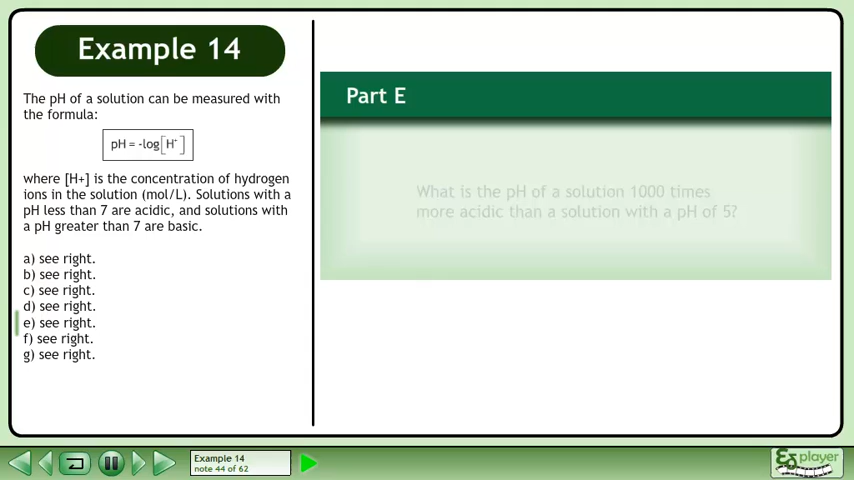 Example 14
The pH of a solution can be measured with
the formula:
pH = -log[H⁺]
where [H+] is the concentration of hydrogen
ions in the solution (mol/L). Solutions with a
pH less than 7 are acidic, and solutions with
a pH greater than 7 are basic.
a) see right.
b) see right.
c) see right.
d) see right.
e) see right.
f) see right.
g) see right.
Part E
What is the pH of a solution 1000 times
more acidic than a solution with a pH of 5?
Example 14
note 44 of 62
player